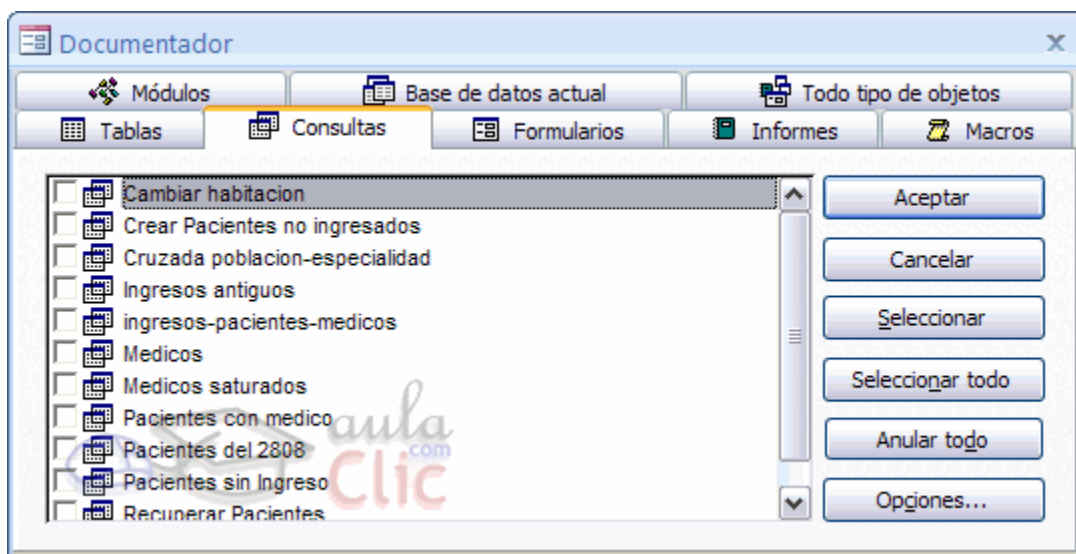 Documentador
Módulos
Base de datos actual
Todo tipo de objetos
Tablas
Consultas
Formularios
Informes
Macros
Cambiar habitacion
Crear Pacientes no ingresados
Cruzada poblacion-especialidad
Ingresos antiguos
ingresos-pacientes-medicos
Medicos
Medicos saturados
Pacientes con medico
Pacientes del 2808
Pacientes sin Ingreso
Recuperar Pacientes
Aceptar
Cancelar
Seleccionar
Seleccionar todo
Anular todo
Opciones...
aula
Clic
com